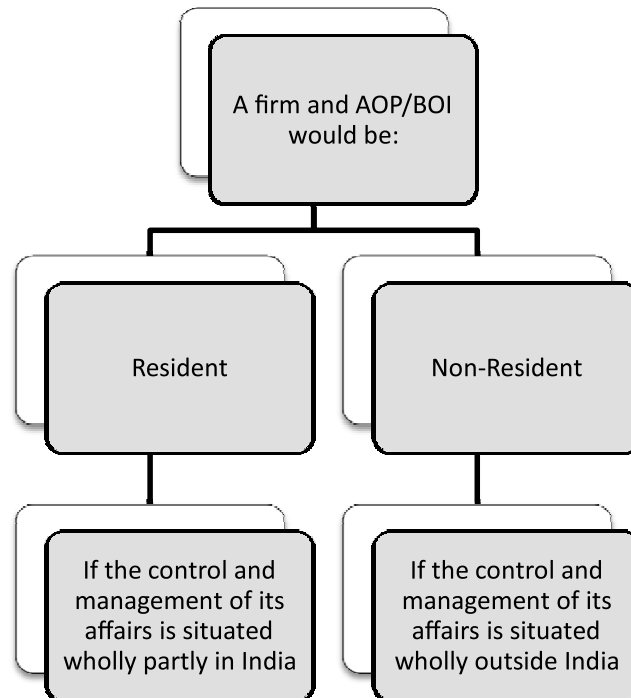 A firm and AOP/BOI
would be:
Resident
Non-Resident
If the control and
management of its
affairs is situated
wholly partly in India
If the control and
management of its
affairs is situated
wholly outside India